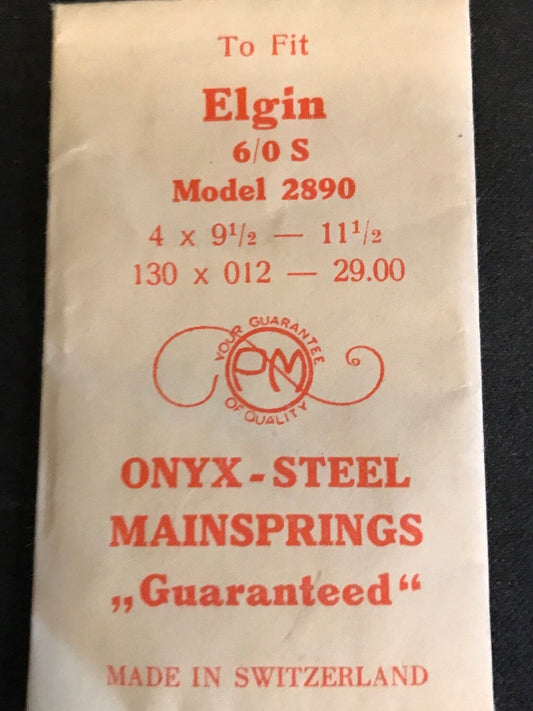 To Fit
Elgin
6/0 S
Model 2890
4 x 9½ — 11½
130 x 012 — 29.00
YOUR GUARANTEE
PM
OF QUALITY
ONYX-STEEL
MAINSPRINGS
„Guaranteed“
MADE IN SWITZERLAND